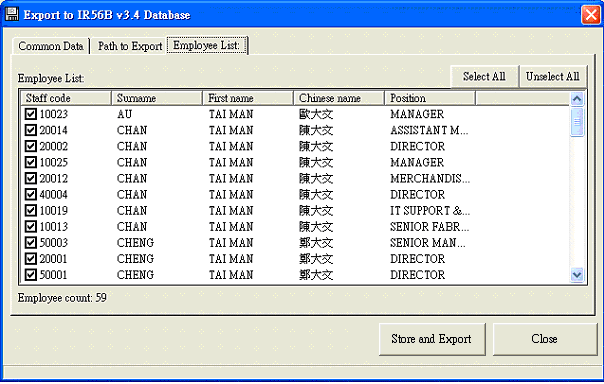 Export to IR56B v3.4 Database
Common Data Path to Export Employee List:
Employee List: Select All Unselect All
Staff code Surname First name Chinese name Position
10023 AU TAI MAN 歐大文 MANAGER
20014 CHAN TAI MAN 陳大文 ASSISTANT M...
20002 CHAN TAI MAN 陳大文 DIRECTOR
10025 CHAN TAI MAN 陳大文 MANAGER
20012 CHAN TAI MAN 陳大文 MERCHANDIS...
40004 CHAN TAI MAN 陳大文 DIRECTOR
10019 CHAN TAI MAN 陳大文 IT SUPPORT &...
10013 CHAN TAI MAN 陳大文 SENIOR FABR...
50003 CHENG TAI MAN 鄭大文 SENIOR MAN...
20001 CHENG TAI MAN 鄭大文 DIRECTOR
50001 CHENG TAI MAN 鄭大文 DIRECTOR
Employee count: 59
Store and Export Close